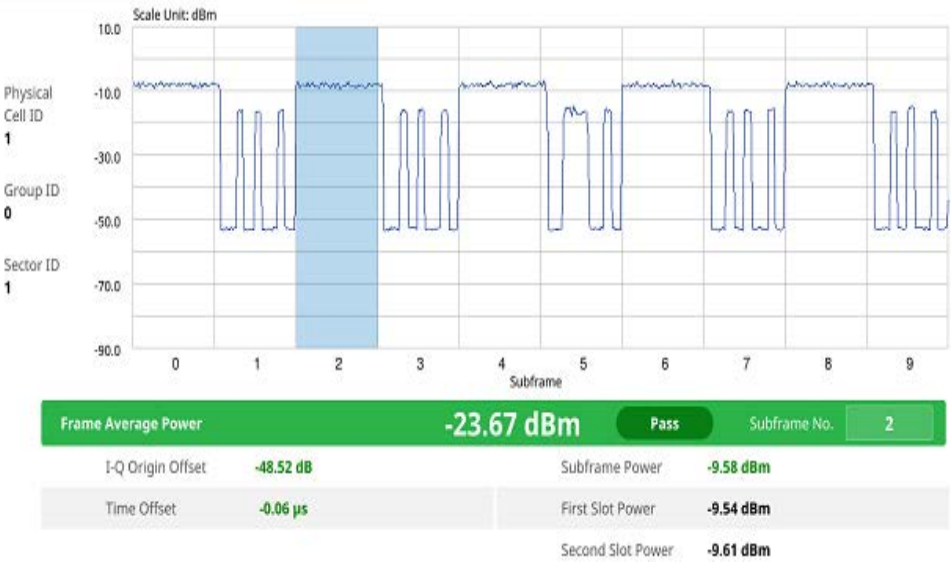 Scale Unit: dBm
10.0
-10.0
-30.0
-50.0
-70.0
-90.0
Physical
Cell ID
1
Group ID
0
Sector ID
1
0 1 2 3 4 5 6 7 8 9
Subframe
Frame Average Power -23.67 dBm Pass Subframe No. 2
I-Q Origin Offset -48.52 dB Subframe Power -9.58 dBm
Time Offset -0.06 µs First Slot Power -9.54 dBm
Second Slot Power -9.61 dBm